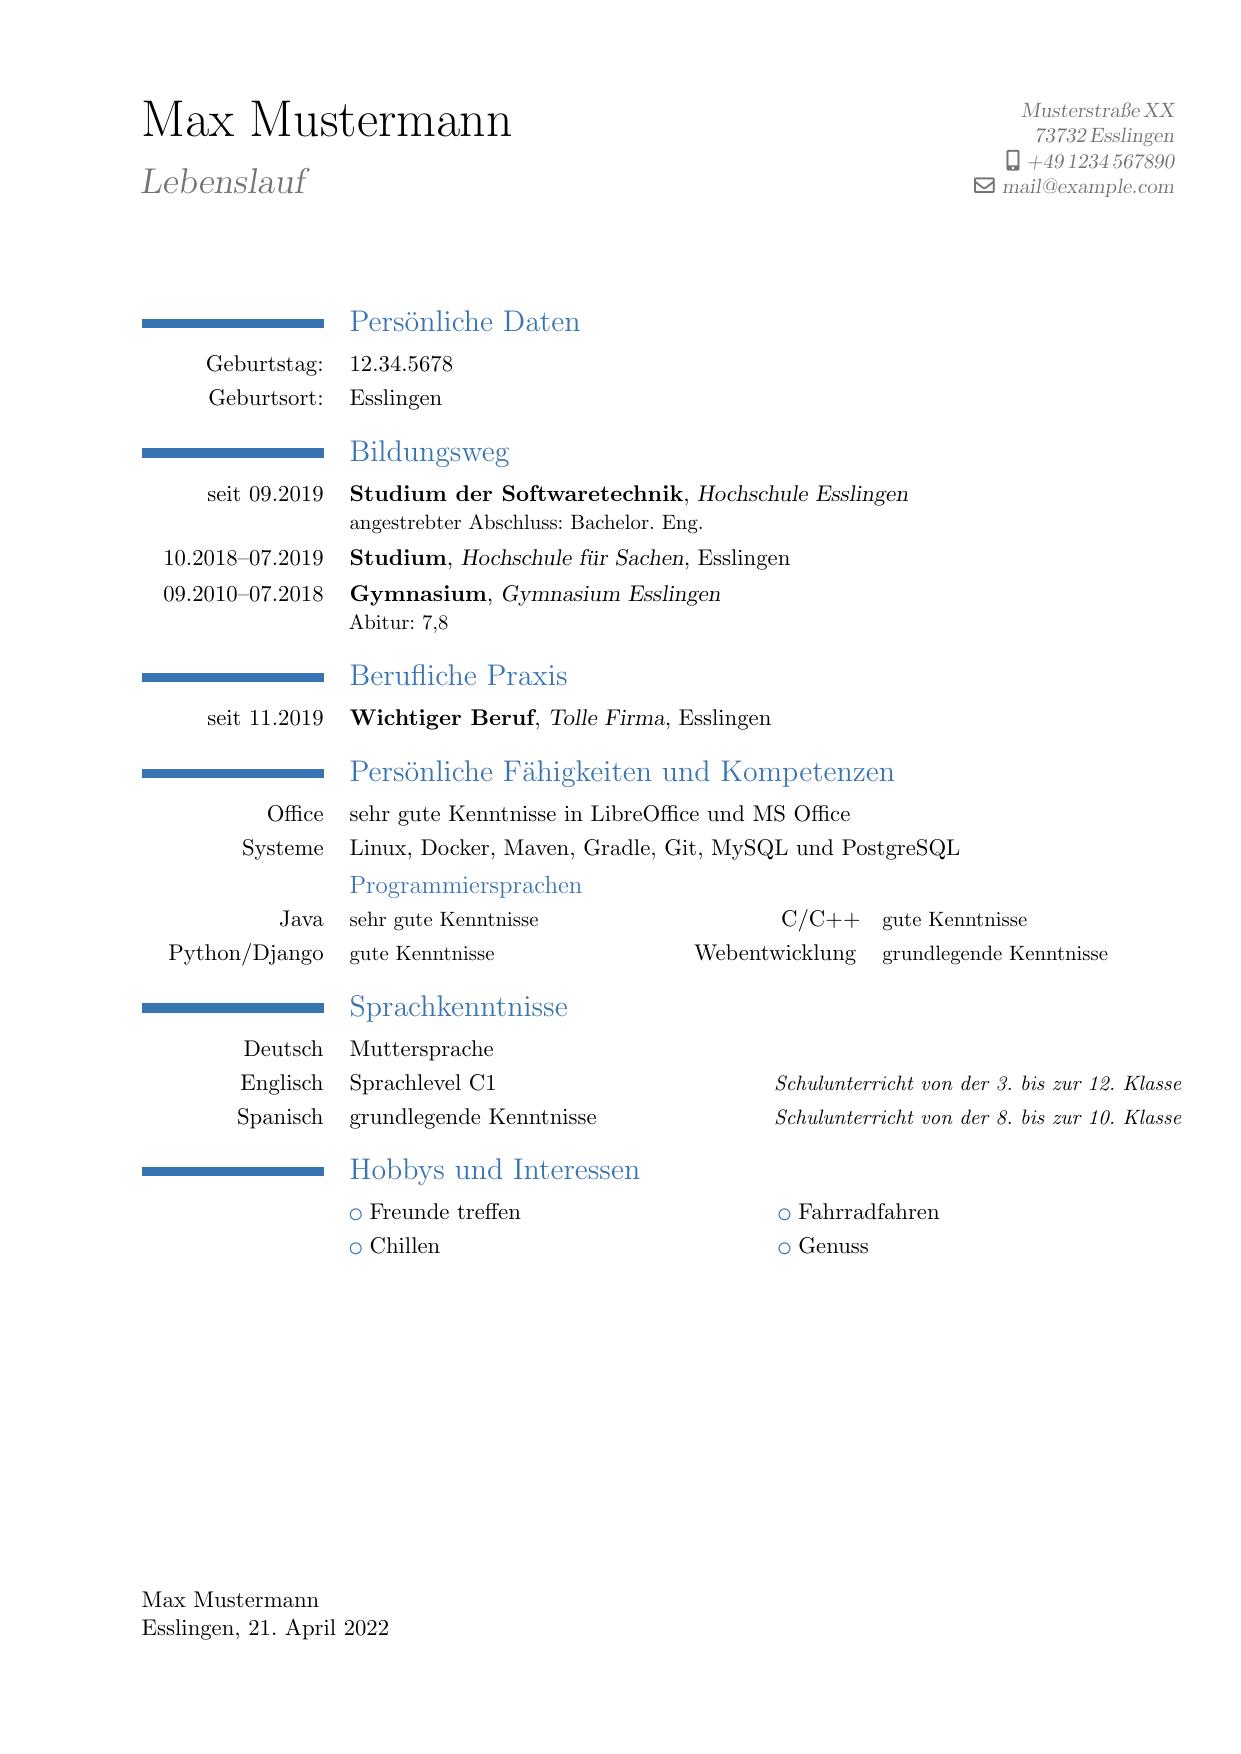 Max Mustermann
Lebenslauf
Musterstraße XX
73732 Esslingen
+49 1234 567890
mail@example.com
Persönliche Daten
Geburtstag: 12.34.5678
Geburtsort: Esslingen
Bildungsweg
seit 09.2019 Studium der Softwaretechnik, Hochschule Esslingen
angestrebter Abschluss: Bachelor. Eng.
10.2018–07.2019 Studium, Hochschule für Sachen, Esslingen
09.2010–07.2018 Gymnasium, Gymnasium Esslingen
Abitur: 7,8
Berufliche Praxis
seit 11.2019 Wichtiger Beruf, Tolle Firma, Esslingen
Persönliche Fähigkeiten und Kompetenzen
Office sehr gute Kenntnisse in LibreOffice und MS Office
Systeme Linux, Docker, Maven, Gradle, Git, MySQL und PostgreSQL
Programmiersprachen
Java sehr gute Kenntnisse C/C++ gute Kenntnisse
Python/Django gute Kenntnisse Webentwicklung grundlegende Kenntnisse
Sprachkenntnisse
Deutsch Muttersprache
Englisch Sprachlevel C1 Schulunterricht von der 3. bis zur 12. Klasse
Spanisch grundlegende Kenntnisse Schulunterricht von der 8. bis zur 10. Klasse
Hobbys und Interessen
○ Freunde treffen ○ Fahrradfahren
○ Chillen ○ Genuss
Max Mustermann
Esslingen, 21. April 2022